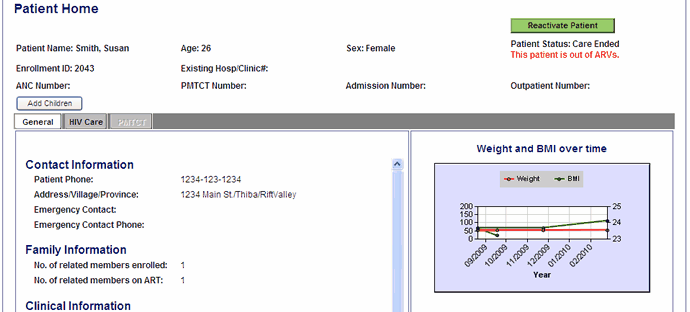 Patient Home
Reactivate Patient
Patient Name: Smith, Susan Age: 26 Sex: Female Patient Status: Care Ended
This patient is out of ARVs.
Enrollment ID: 2043 Existing Hosp/Clinic#:
ANC Number: PMTCT Number: Admission Number: Outpatient Number:
Add Children
General HIV Care PMTCT
Contact Information
Patient Phone: 1234-123-1234
Address/Village/Province: 1234 Main St./Thiba/RiftValley
Emergency Contact:
Emergency Contact Phone:
Family Information
No. of related members enrolled: 1
No. of related members on ART: 1
Clinical Information
Weight and BMI over time
Weight BMI
200 25
150
100 24
50
0 23
09/2009 10/2009 11/2009 12/2009 01/2010 02/2010
Year